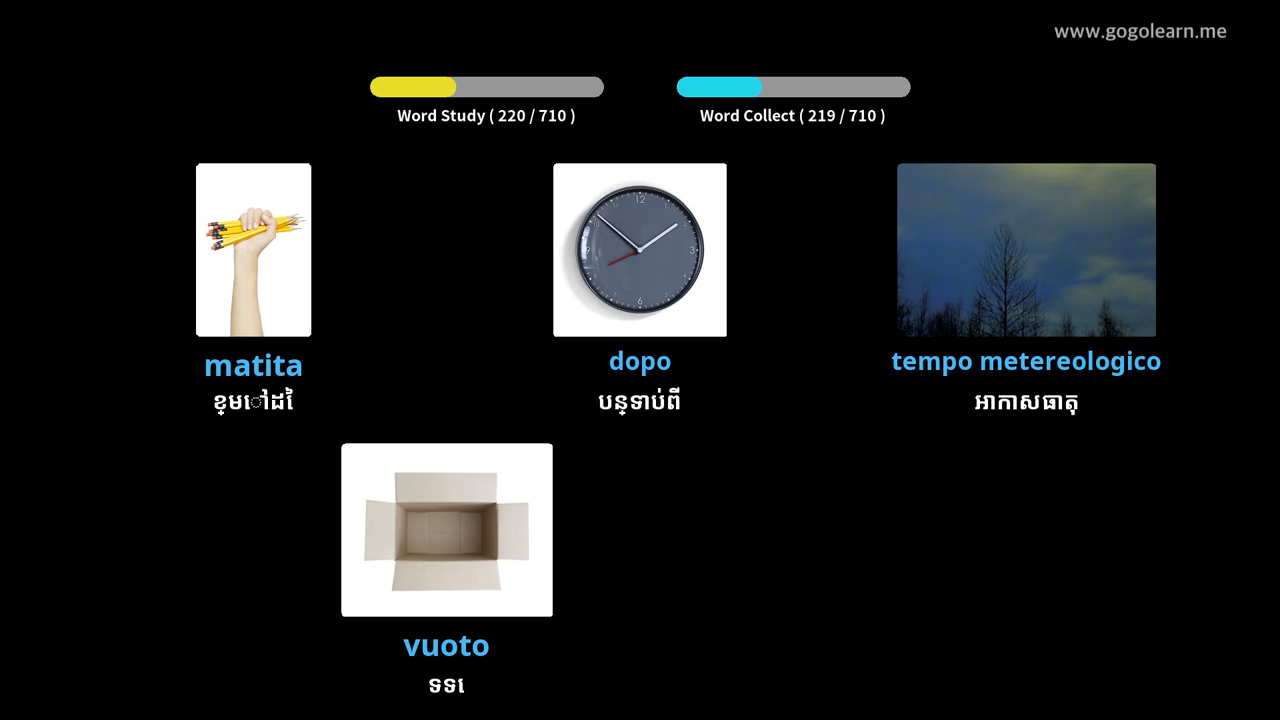 www.gogolearn.me
Word Study ( 220 / 710 )
Word Collect ( 219 / 710 )
matita
ខ្មៅដៃ
dopo
បន្ទាប់ពី
tempo metereologico
អាកាសធាតុ
vuoto
ទទេ